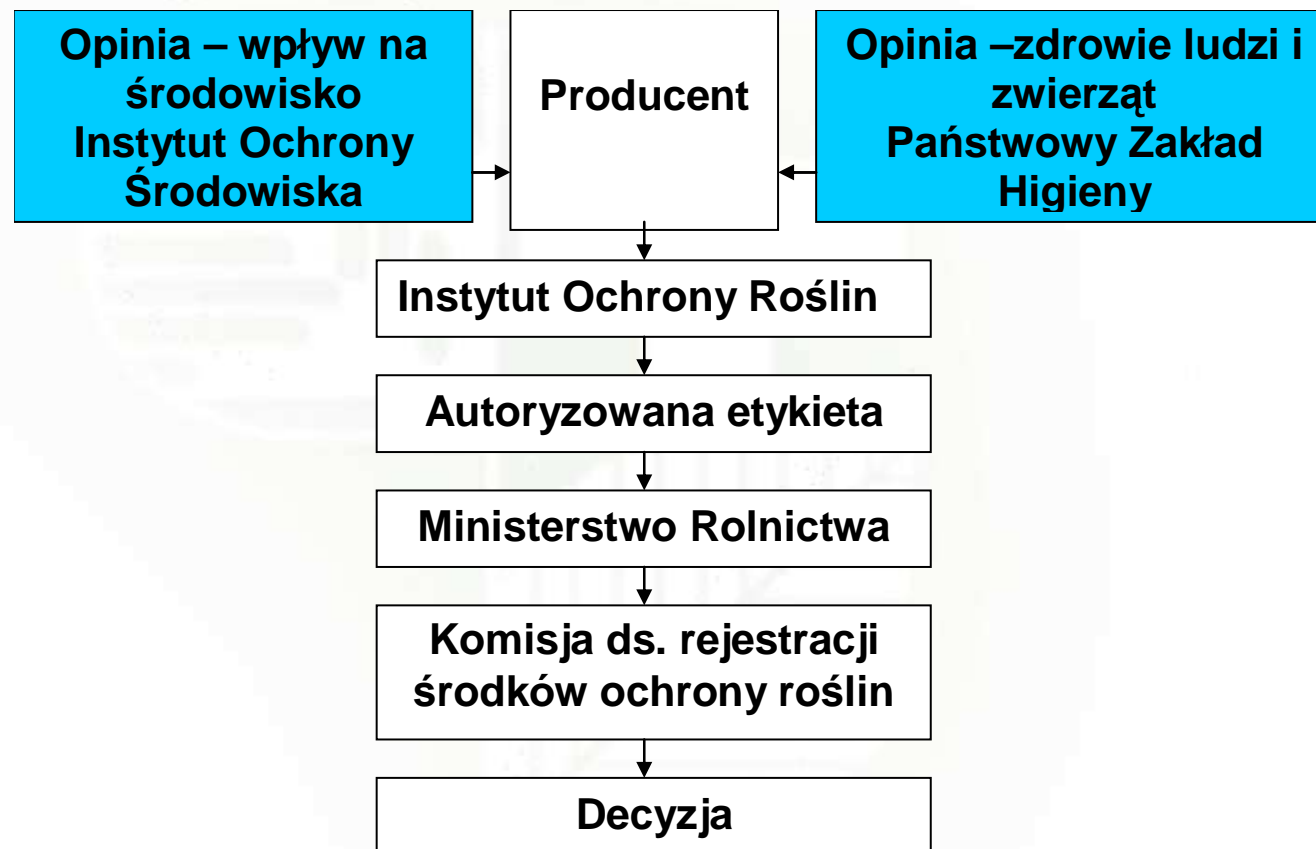 Opinia – wpływ na
środowisko
Instytut Ochrony
Środowiska
Producent
Opinia –zdrowie ludzi i
zwierząt
Państwowy Zakład
Higieny
Instytut Ochrony Roślin
Autoryzowana etykieta
Ministerstwo Rolnictwa
Komisja ds. rejestracji
środków ochrony roślin
Decyzja